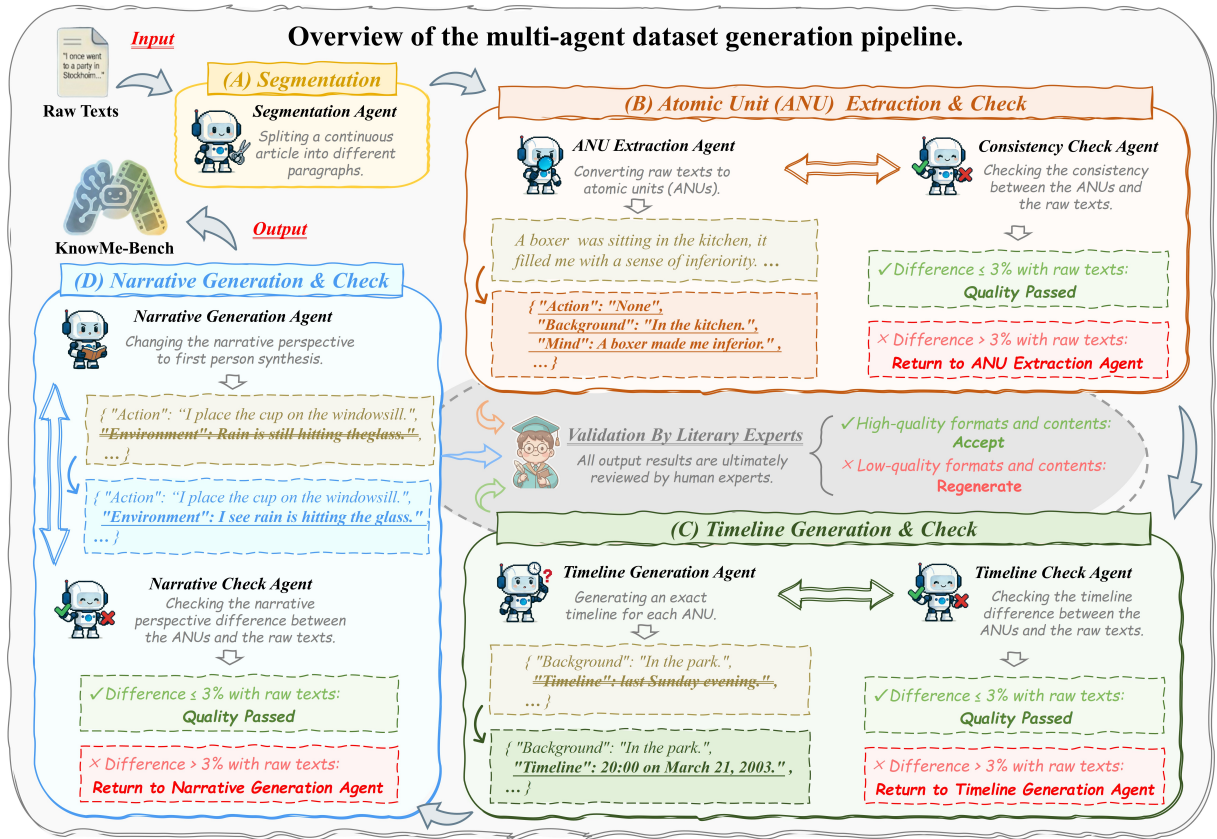 Overview of the multi-agent dataset generation pipeline.
Input
"I once went
to a party in
Stockhoim..."
Raw Texts
(A) Segmentation
Segmentation Agent
Spliting a continuous
article into different
paragraphs.
(B) Atomic Unit (ANU) Extraction & Check
ANU Extraction Agent
Converting raw texts to
atomic units (ANUs).
A boxer was sitting in the kitchen, it
filled me with a sense of inferiority. ...
{ "Action": "None",
"Background": "In the kitchen.",
"Mind": A boxer made me inferior." ,
... }
Consistency Check Agent
Checking the consistency
between the ANUs and
the raw texts.
✓Difference ≤ 3% with raw texts:
Quality Passed
× Difference > 3% with raw texts:
Return to ANU Extraction Agent
Validation By Literary Experts
All output results are ultimately
reviewed by human experts.
✓High-quality formats and contents:
Accept
× Low-quality formats and contents:
Regenerate
(C) Timeline Generation & Check
Timeline Generation Agent
Generating an exact
timeline for each ANU.
{ "Background": "In the park.",
"Timeline": last Sunday evening." ,
... }
{ "Background": "In the park.",
"Timeline": 20:00 on March 21, 2003." ,
... }
Timeline Check Agent
Checking the timeline
difference between the
ANUs and the raw texts.
✓Difference ≤ 3% with raw texts:
Quality Passed
× Difference > 3% with raw texts:
Return to Timeline Generation Agent
(D) Narrative Generation & Check
Narrative Generation Agent
Changing the narrative perspective
to first person synthesis.
{ "Action": “I place the cup on the windowsill.",
"Environment": Rain is still hitting theglass." ,
... }
{ "Action": “I place the cup on the windowsill.",
"Environment": I see rain is hitting the glass."
... }
Narrative Check Agent
Checking the narrative
perspective difference between
the ANUs and the raw texts.
✓Difference ≤ 3% with raw texts:
Quality Passed
× Difference > 3% with raw texts:
Return to Narrative Generation Agent
Output
KnowMe-Bench